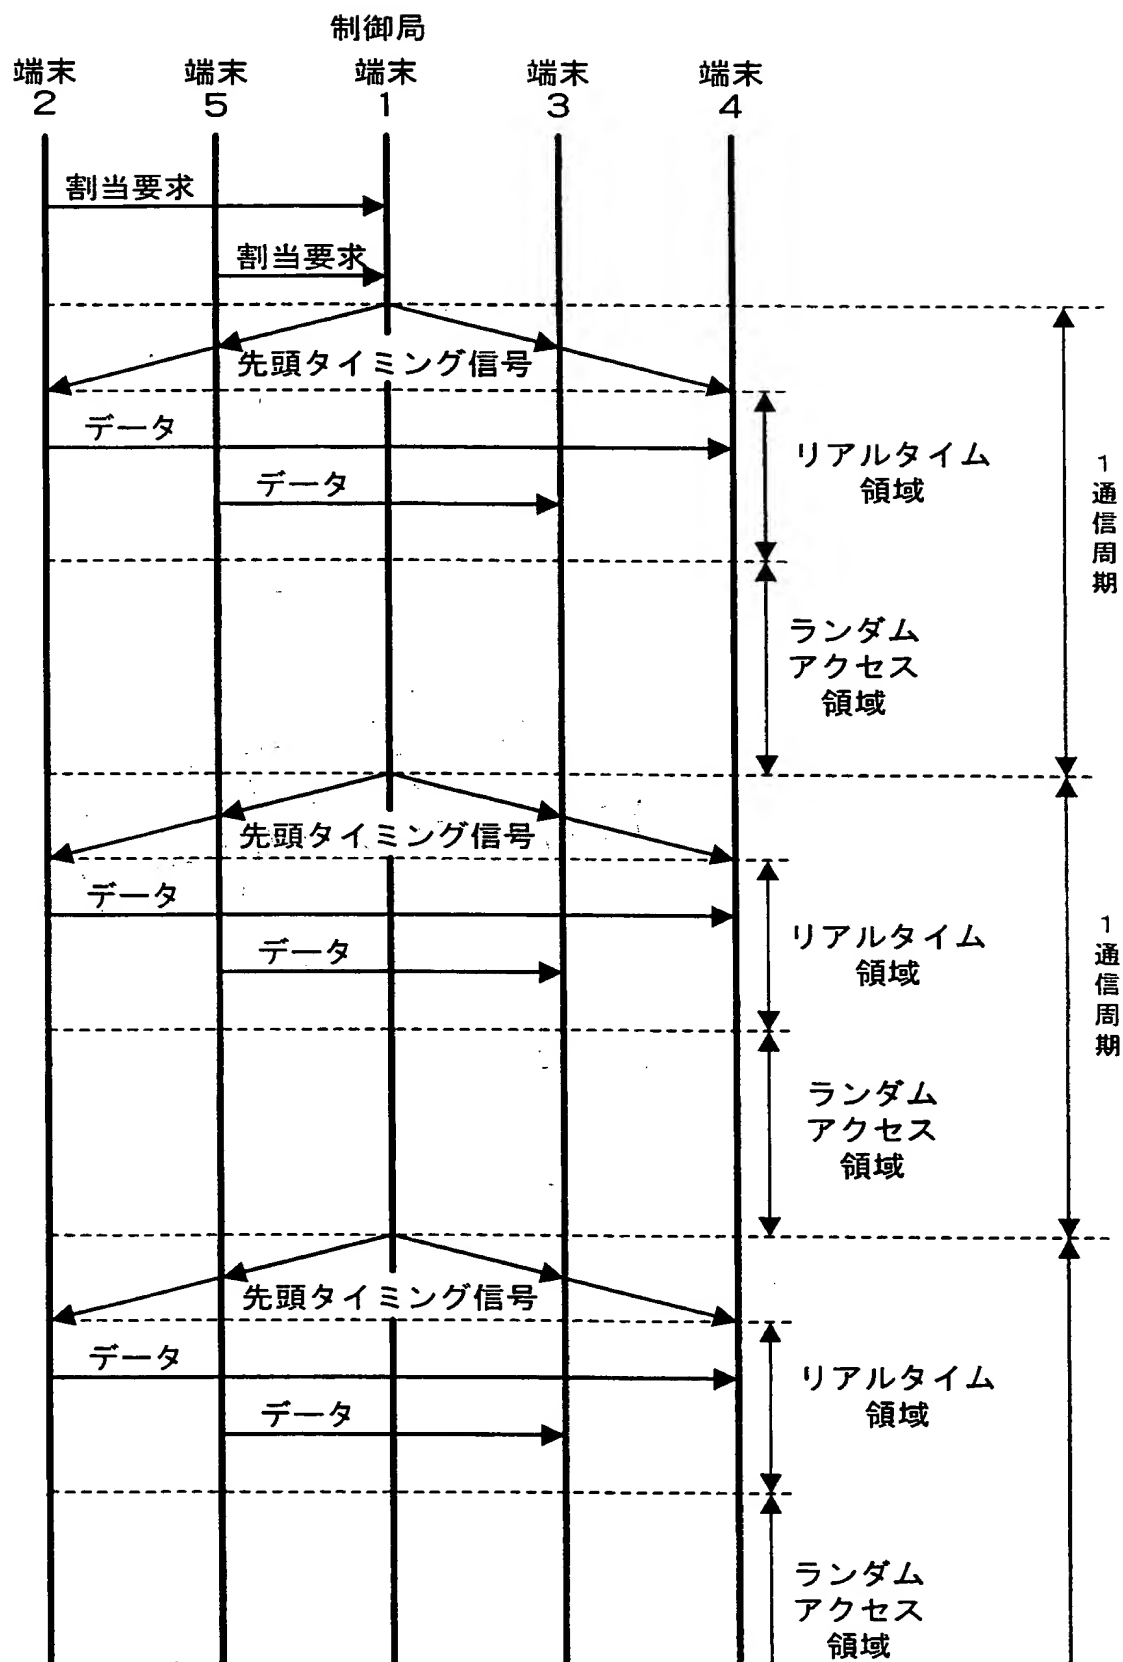 制御局
端末 端末 端末 端末 端末
2 5 1 3 4
割当要求
割当要求
先頭タイミング信号
データ
データ
リアルタイム
領域
1通信周期
ランダム
アクセス
領域
先頭タイミング信号
データ
データ
リアルタイム
領域
1通信周期
ランダム
アクセス
領域
先頭タイミング信号
データ
データ
リアルタイム
領域
ランダム
アクセス
領域